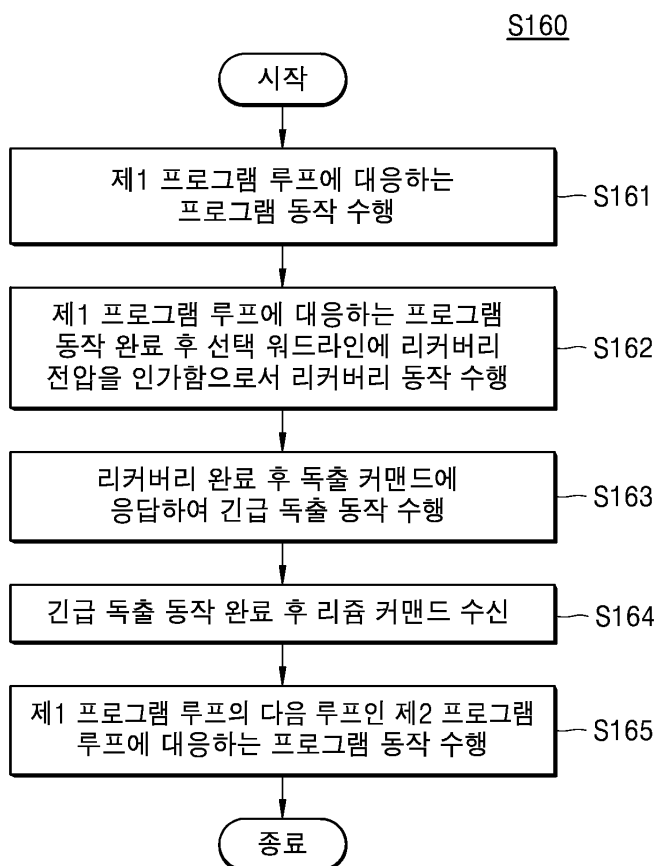 S160
시작
제1 프로그램 루프에 대응하는
프로그램 동작 수행
S161
제1 프로그램 루프에 대응하는 프로그램
동작 완료 후 선택 워드라인에 리커버리
전압을 인가함으로서 리커버리 동작 수행
S162
리커버리 완료 후 독출 커맨드에
응답하여 긴급 독출 동작 수행
S163
긴급 독출 동작 완료 후 리쥼 커맨드 수신
S164
제1 프로그램 루프의 다음 루프인 제2 프로그램
루프에 대응하는 프로그램 동작 수행
S165
종료